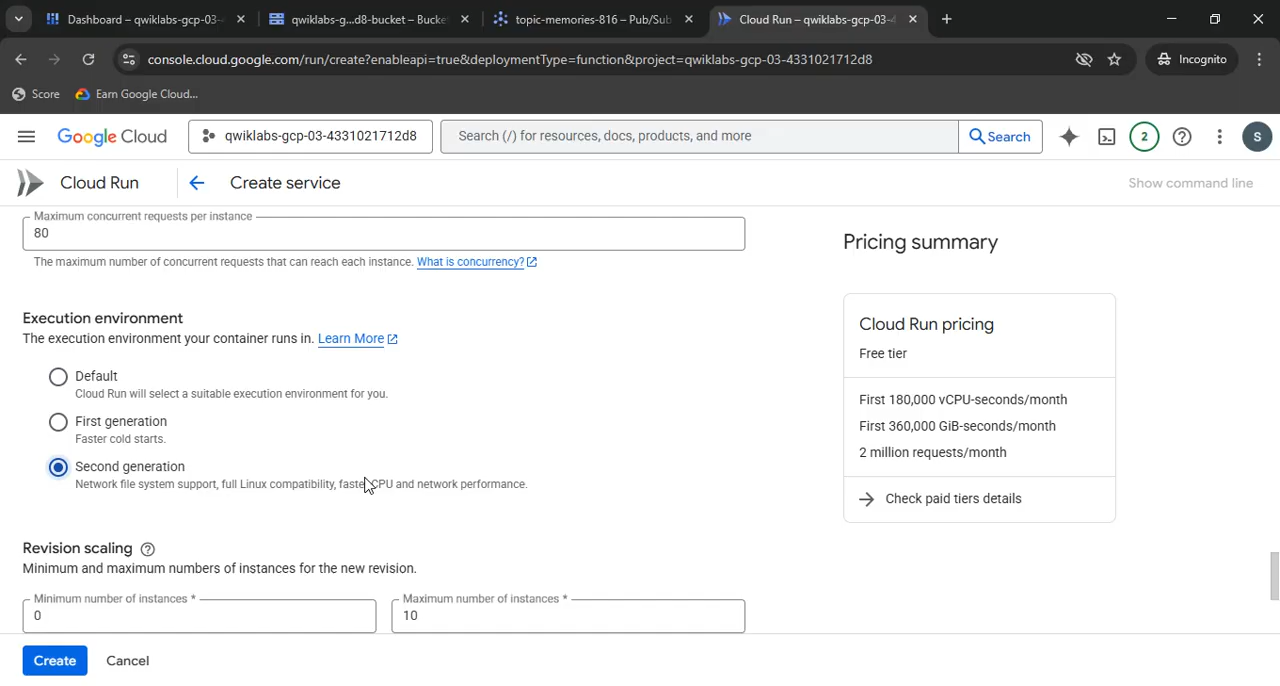 Dashboard – qwiklabs-gcp-03-
qwiklabs-g...d8-bucket – Bucke
topic-memories-816 – Pub/Sub
Cloud Run – qwiklabs-gcp-03-4
console.cloud.google.com/run/create?enableapi=true&deploymentType=function&project=qwiklabs-gcp-03-4331021712d8
Incognito
Score
Earn Google Cloud...
Google Cloud
qwiklabs-gcp-03-4331021712d8
Search (/) for resources, docs, products, and more
Search
2
S
Cloud Run
Create service
Show command line
Maximum concurrent requests per instance
80
The maximum number of concurrent requests that can reach each instance. What is concurrency?
Execution environment
The execution environment your container runs in. Learn More
Default
Cloud Run will select a suitable execution environment for you.
First generation
Faster cold starts.
Second generation
Network file system support, full Linux compatibility, faster CPU and network performance.
Revision scaling
Minimum and maximum numbers of instances for the new revision.
Minimum number of instances *
0
Maximum number of instances *
10
Create
Cancel
Pricing summary
Cloud Run pricing
Free tier
First 180,000 vCPU-seconds/month
First 360,000 GiB-seconds/month
2 million requests/month
Check paid tiers details